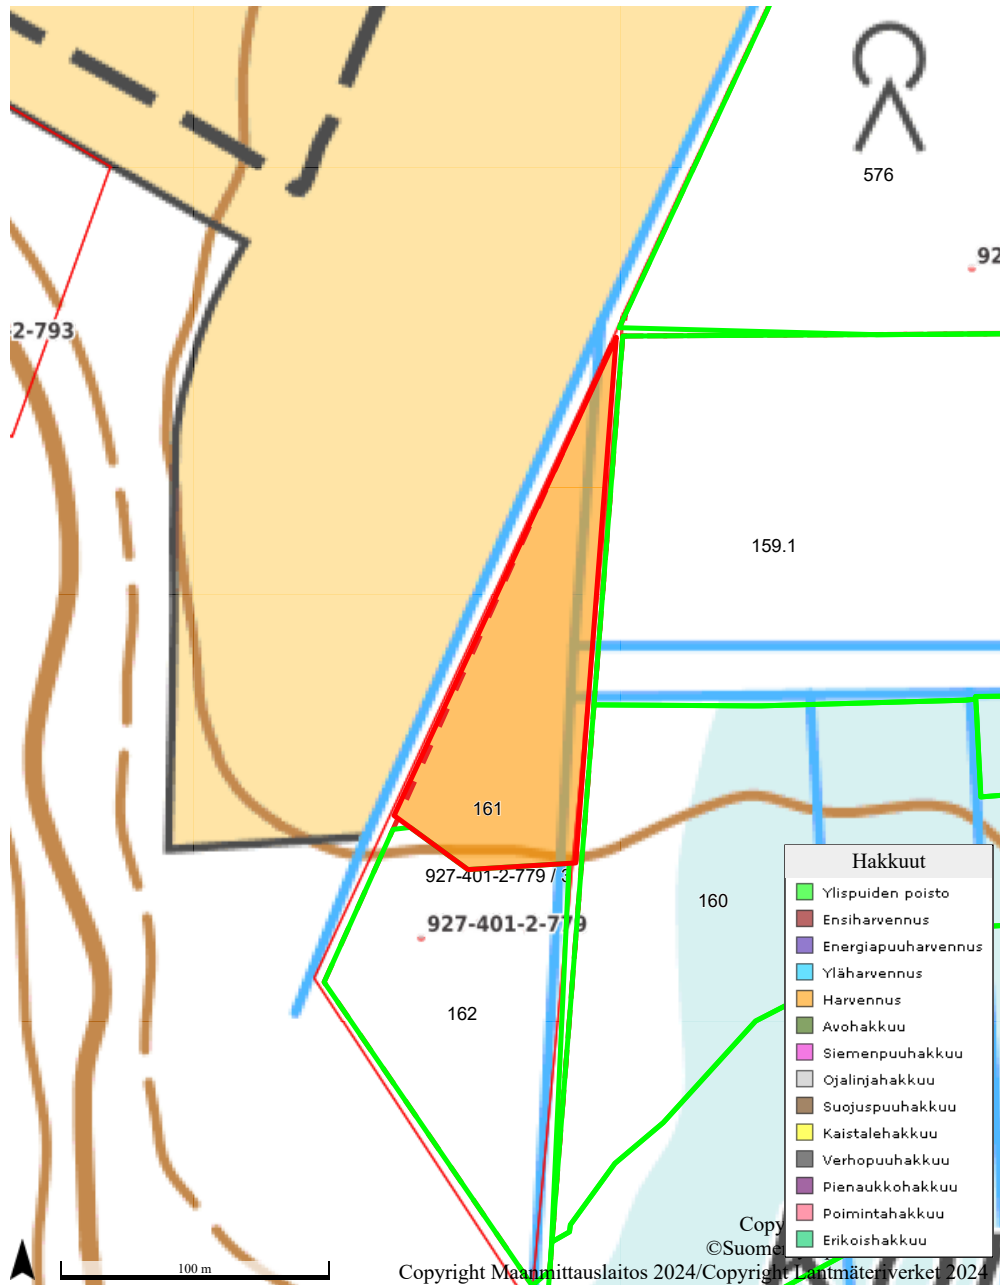 576
92
2-793
159.1
161
927-401-2-779 / 3
927-401-2-779
160
162
Hakkuut
Ylispuiden poisto
Ensiharvennus
Energiapuuharvennus
Yläharvennus
Harvennus
Avohakkuu
Siemenpuuhakkuu
Ojalinjahakkuu
Suojuspuuhakkuu
Kaistalehakkuu
Verhopuuhakkuu
Pienaukkohakkuu
Poimintahakkuu
Erikoishakkuu
100 m
Copy
©Suome
Copyright Maanmittauslaitos 2024/Copyright Lantmäteriverket 2024